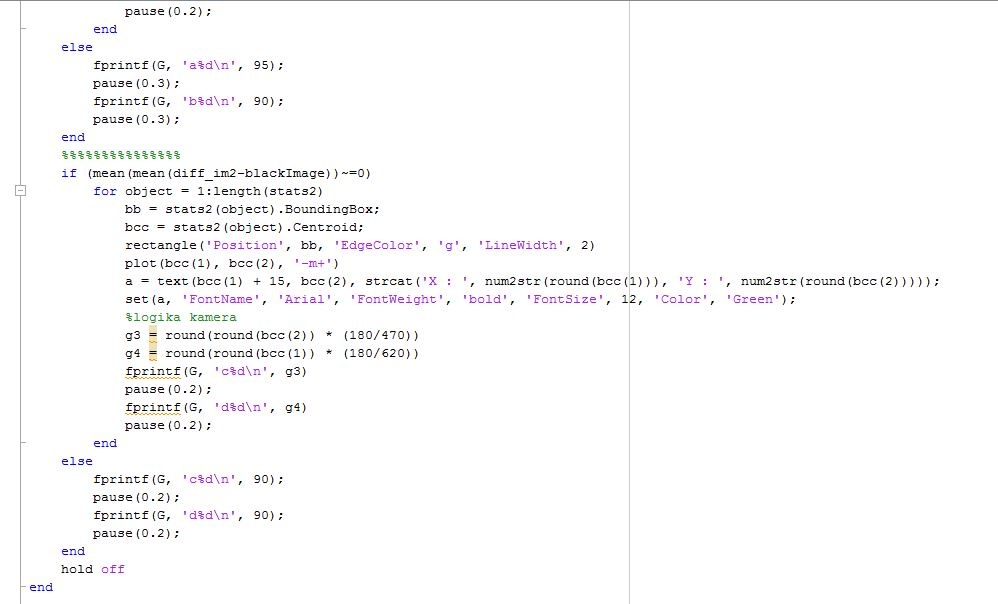 pause(0.2);
end
else
fprintf(G, 'a%d\n', 95);
pause(0.3);
fprintf(G, 'b%d\n', 90);
pause(0.3);
end
%%%%%%%%%%%%%%%
if (mean(mean(diff_im2-blackImage))~=0)
for object = 1:length(stats2)
bb = stats2(object).BoundingBox;
bcc = stats2(object).Centroid;
rectangle('Position', bb, 'EdgeColor', 'g', 'LineWidth', 2)
plot(bcc(1), bcc(2), '-m+')
a = text(bcc(1) + 15, bcc(2), strcat('X : ', num2str(round(bcc(1))), 'Y : ', num2str(round(bcc(2)))));
set(a, 'FontName', 'Arial', 'FontWeight', 'bold', 'FontSize', 12, 'Color', 'Green');
%logika kamera
g3 = round(round(bcc(2)) * (180/470))
g4 = round(round(bcc(1)) * (180/620))
fprintf(G, 'c%d\n', g3)
pause(0.2);
fprintf(G, 'd%d\n', g4)
pause(0.2);
end
else
fprintf(G, 'c%d\n', 90);
pause(0.2);
fprintf(G, 'd%d\n', 90);
pause(0.2);
end
hold off
end